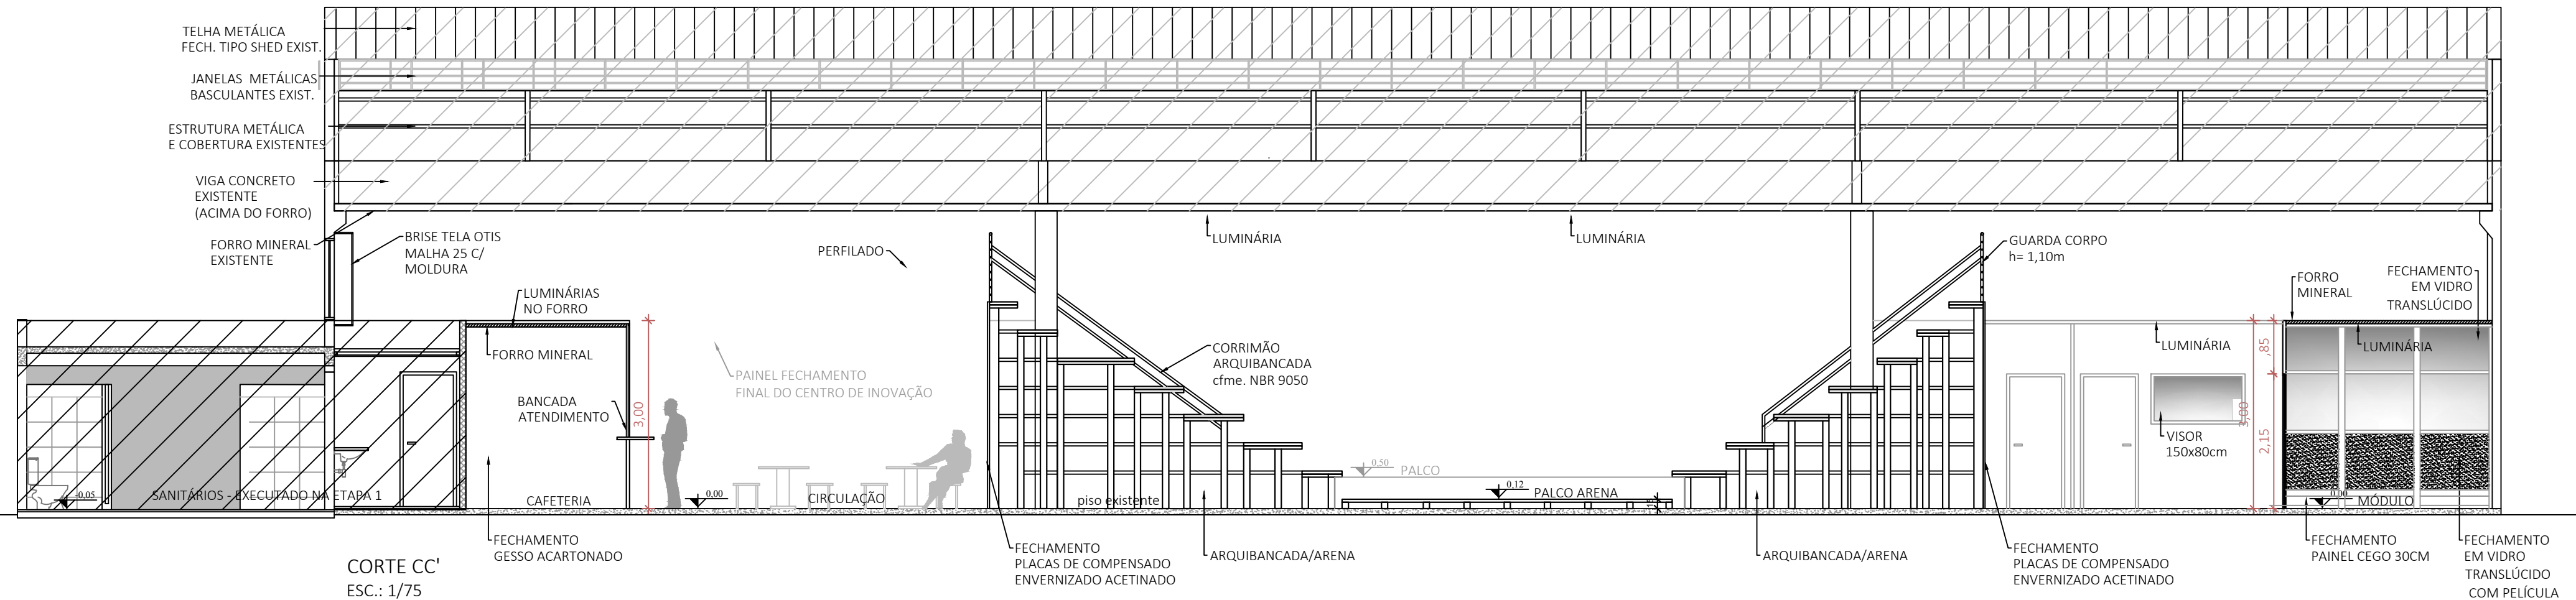 TELHA METÁLICA
FECH. TIPO SHED EXIST.
JANELAS METÁLICAS
BASCULANTES EXIST.
ESTRUTURA METÁLICA
E COBERTURA EXISTENTES
VIGA CONCRETO
EXISTENTE
(ACIMA DO FORRO)
FORRO MINERAL
EXISTENTE
BRISE TELA OTIS
MALHA 25 C/
MOLDURA
LUMINÁRIAS
NO FORRO
FORRO MINERAL
BANCADA
ATENDIMENTO
3,00
PERFILADO
PAINEL FECHAMENTO
FINAL DO CENTRO DE INOVAÇÃO
LUMINÁRIA
LUMINÁRIA
CORRIMÃO
ARQUIBANCADA
cfme. NBR 9050
GUARDA CORPO
h= 1,10m
FORRO
MINERAL
FECHAMENTO
EM VIDRO
TRANSLÚCIDO
LUMINÁRIA
LUMINÁRIA
,85
3,00
2,15
VISOR
150x80cm
0,50
PALCO
0,12
PALCO ARENA
-0,05
SANITÁRIOS - EXECUTADO NA ETAPA 1
CAFETERIA
0,00
CIRCULAÇÃO
piso existente
0,00
MÓDULO
FECHAMENTO
GESSO ACARTONADO
FECHAMENTO
PLACAS DE COMPENSADO
ENVERNIZADO ACETINADO
ARQUIBANCADA/ARENA
ARQUIBANCADA/ARENA
FECHAMENTO
PLACAS DE COMPENSADO
ENVERNIZADO ACETINADO
FECHAMENTO
PAINEL CEGO 30CM
FECHAMENTO
EM VIDRO
TRANSLÚCIDO
COM PELÍCULA
CORTE CC'
ESC.: 1/75